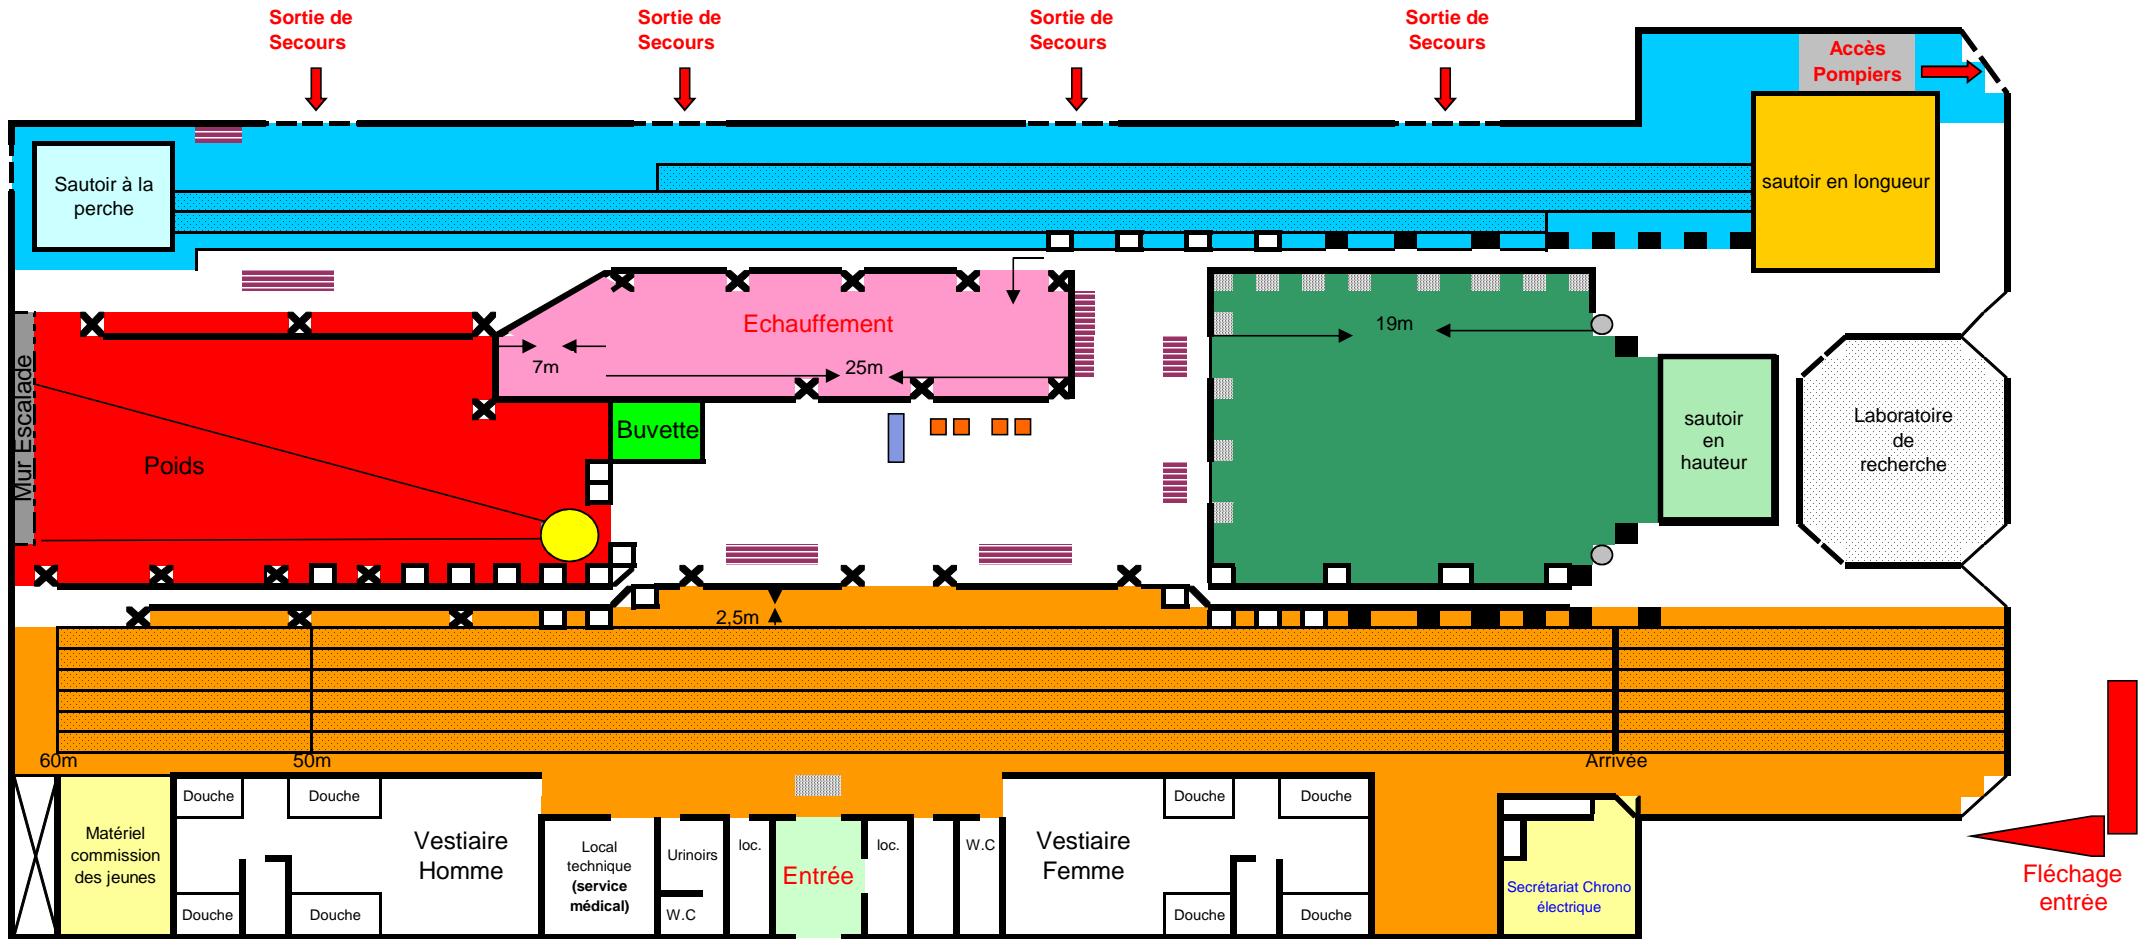 Sortie de
Secours
Sortie de
Secours
Sortie de
Secours
Sortie de
Secours
Accès
Pompiers
Sautoir à la
perche
sautoir en longueur
Echauffement
7m
25m
19m
Mur Escalade
Poids
Buvette
sautoir
en
hauteur
Laboratoire
de
recherche
2,5m
60m
50m
Arrivée
Matériel
commission
des jeunes
Douche
Douche
Douche
Douche
Vestiaire
Homme
Local
technique
(service
médical)
Urinoirs
W.C
loc.
Entrée
loc.
W.C
Vestiaire
Femme
Douche
Douche
Douche
Douche
Secrétariat Chrono
électrique
Fléchage
entrée